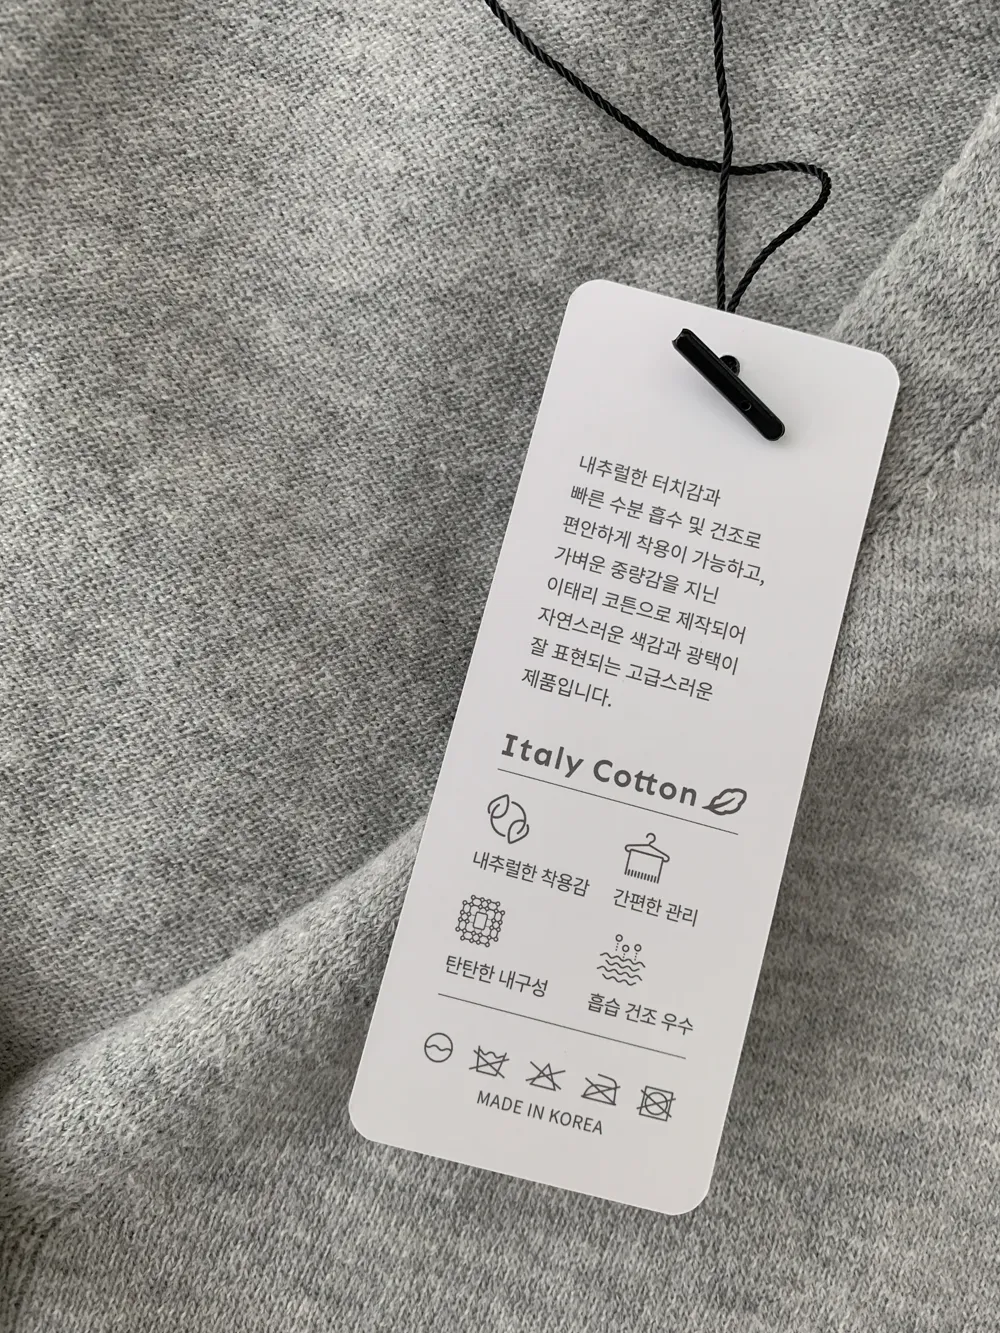 내추럴한 터치감과
빠른 수분 흡수 및 건조로
편안하게 착용이 가능하고,
가벼운 중량감을 지닌
이태리 코튼으로 제작되어
자연스러운 색감과 광택이
잘 표현되는 고급스러운
제품입니다.
Italy Cotton
내추럴한 착용감
간편한 관리
탄탄한 내구성
흡습 건조 우수
MADE IN KOREA